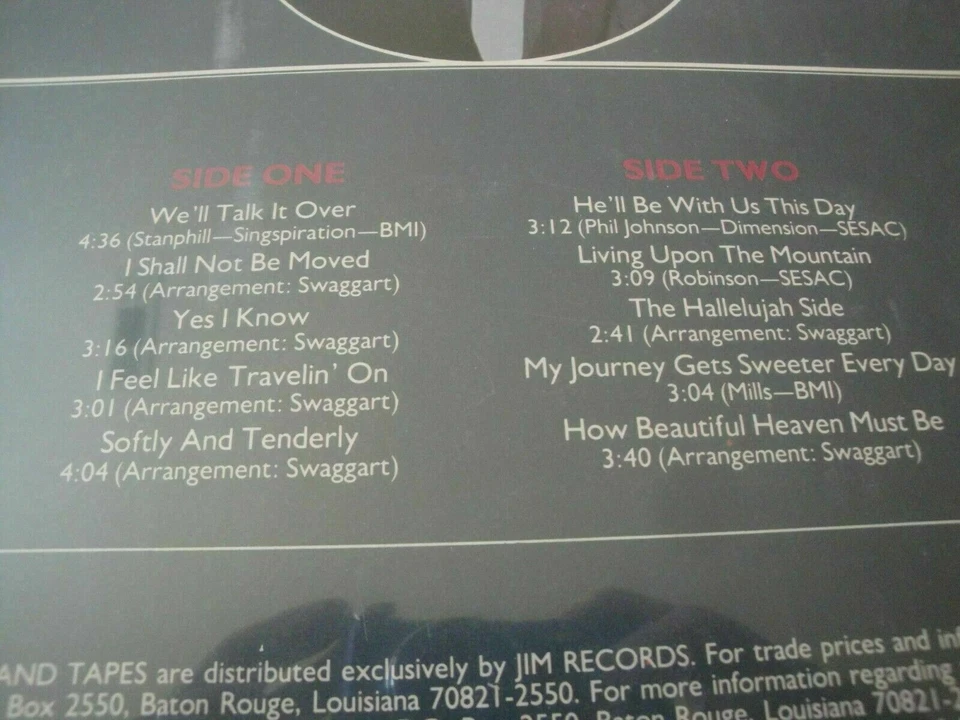 SIDE ONE
We'll Talk It Over
4:36 (Stanphill—Singspiration—BMI)
I Shall Not Be Moved
2:54 (Arrangement: Swaggart)
Yes I Know
3:16 (Arrangement: Swaggart)
I Feel Like Travelin' On
3:01 (Arrangement: Swaggart)
Softly And Tenderly
4:04 (Arrangement: Swaggart)
SIDE TWO
He'll Be With Us This Day
3:12 (Phil Johnson—Dimension—SESAC)
Living Upon The Mountain
3:09 (Robinson—SESAC)
The Hallelujah Side
2:41 (Arrangement: Swaggart)
My Journey Gets Sweeter Every Day
3:04 (Mills—BMI)
How Beautiful Heaven Must Be
3:40 (Arrangement: Swaggart)
AND TAPES are distributed exclusively by JIM RECORDS. For trade prices and
Box 2550, Baton Rouge, Louisiana 70821-2550. For more information regarding
2550, Baton Rouge, Louisiana 70821-